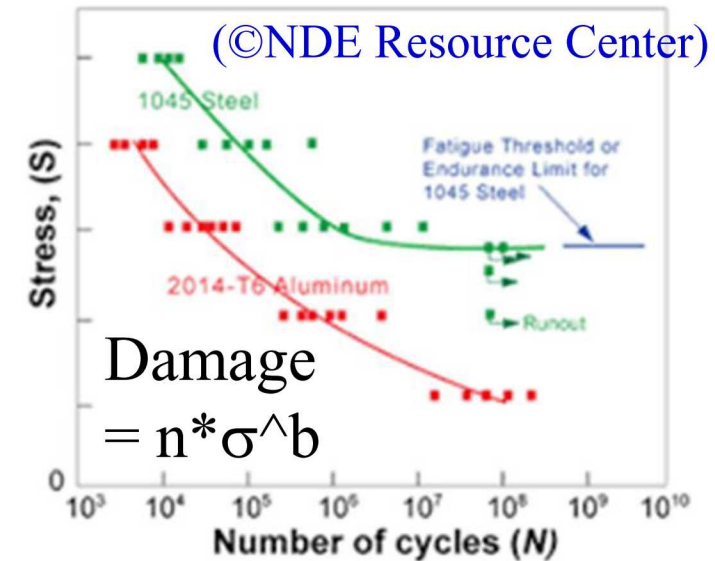 (©NDE Resource Center)
1045 Steel
Fatigue Threshold or
Endurance Limit for
1045 Steel
Stress, (S)
2014-T6 Aluminum
Runout
Damage
= n*σ^b
0
10³ 10⁴ 10⁵ 10⁶ 10⁷ 10⁸ 10⁹ 10¹⁰
Number of cycles (N)